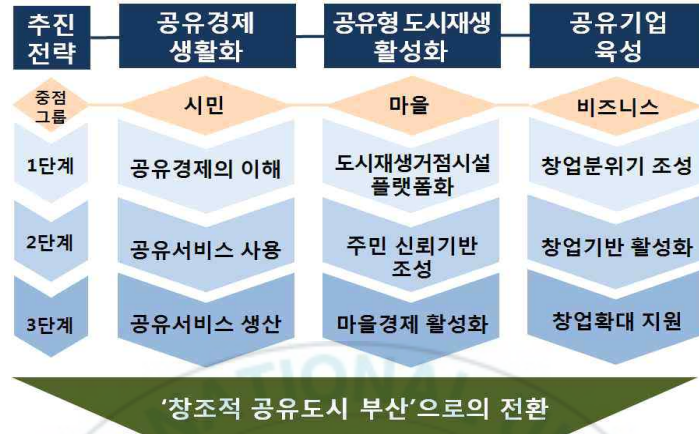 추진
전략
공유경제
생활화
공유형 도시재생
활성화
공유기업
육성
중점
그룹
시민
마을
비즈니스
1단계
공유경제의 이해
도시재생거점시설
플랫폼화
창업분위기 조성
2단계
공유서비스 사용
주민 신뢰기반
조성
창업기반 활성화
3단계
공유서비스 생산
마을경제 활성화
창업확대 지원
NATIONAL
'창조적 공유도시 부산'으로의 전환